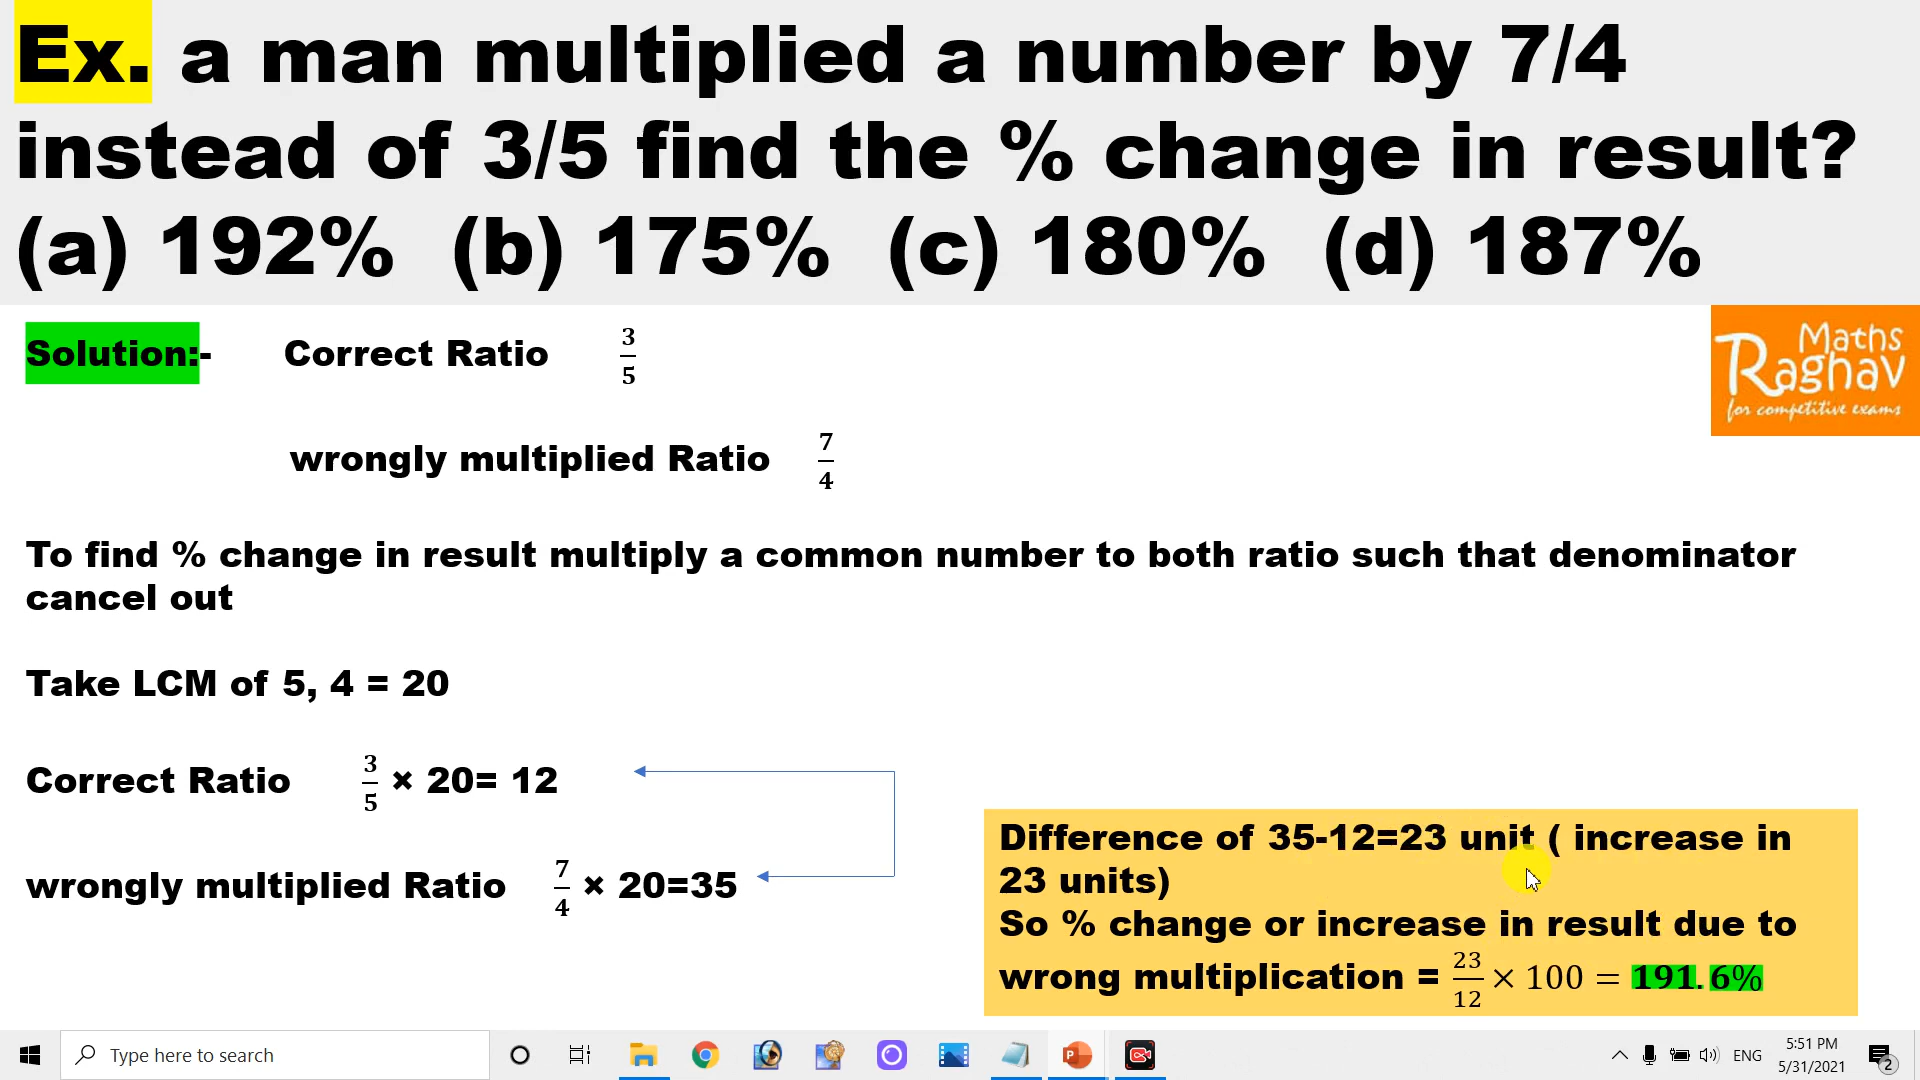 Ex. a man multiplied a number by 7/4
instead of 3/5 find the % change in result?
(a) 192% (b) 175% (c) 180% (d) 187%
Solution:- Correct Ratio 3/5
Maths
Raghav
for competitive exams
wrongly multiplied Ratio 7/4
To find % change in result multiply a common number to both ratio such that denominator
cancel out
Take LCM of 5, 4 = 20
Correct Ratio 3/5 × 20= 12
wrongly multiplied Ratio 7/4 × 20=35
Difference of 35-12=23 unit ( increase in
23 units)
So % change or increase in result due to
wrong multiplication = 23/12 × 100 = 191.6%
Type here to search
ENG
5:51 PM
5/31/2021
2